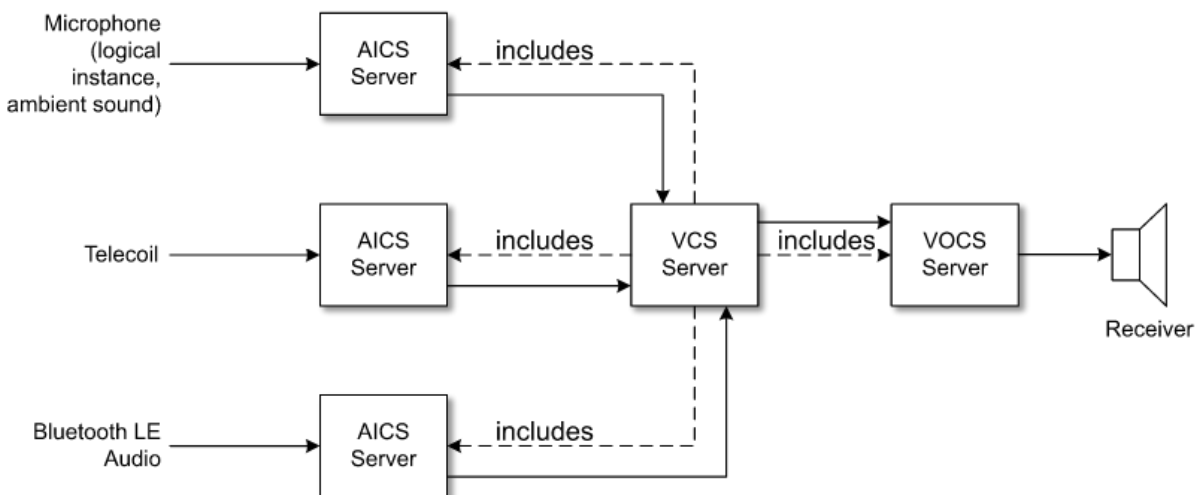 Microphone
(logical
instance,
ambient sound)
AICS
Server
includes
Telecoil
AICS
Server
includes
VCS
Server
includes
VOCS
Server
Receiver
Bluetooth LE
Audio
AICS
Server
includes